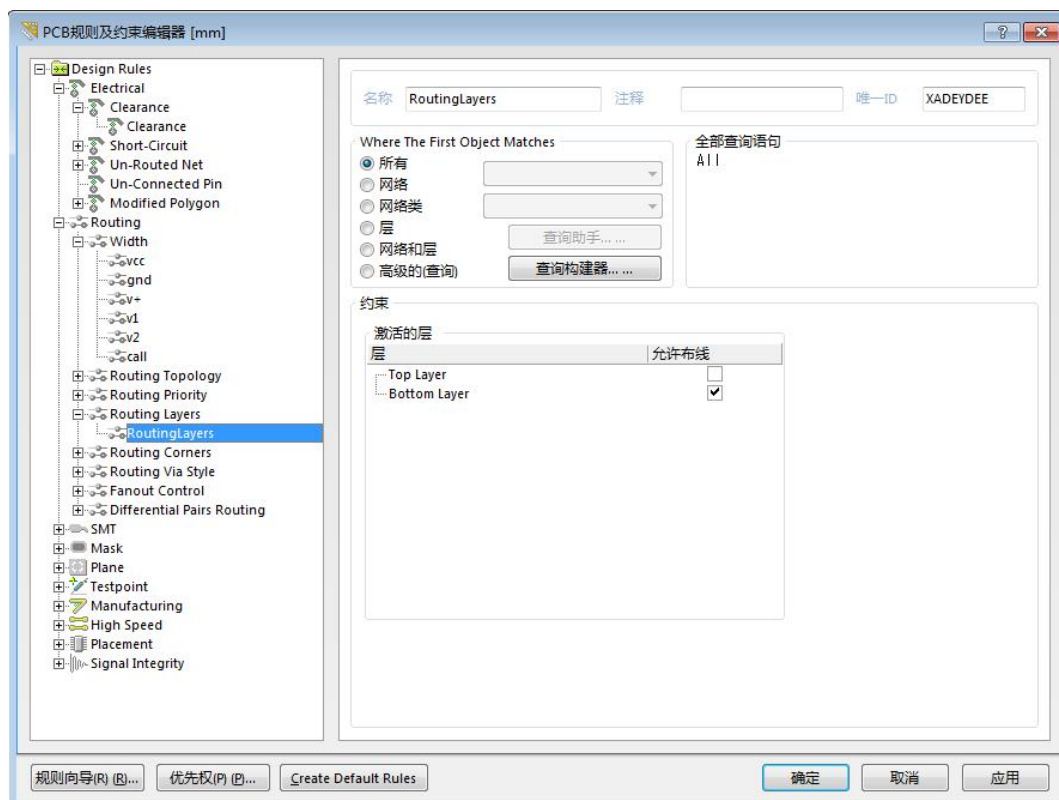 PCB规则及约束编辑器 [mm]
Design Rules
Electrical
Clearance
Clearance
Short-Circuit
Un-Routed Net
Un-Connected Pin
Modified Polygon
Routing
Width
vcc
gnd
v+
v1
v2
call
Routing Topology
Routing Priority
Routing Layers
RoutingLayers
Routing Corners
Routing Via Style
Fanout Control
Differential Pairs Routing
SMT
Mask
Plane
Testpoint
Manufacturing
High Speed
Placement
Signal Integrity
名称 RoutingLayers 注释 唯一ID XADEYDEE
Where The First Object Matches
所有
网络
网络类
层
网络和层
高级的(查询)
查询助手... ...
查询构建器... ...
全部查询语句
All
约束
激活的层
层 允许布线
Top Layer
Bottom Layer
规则向导(R) (R)... 优先权(P) (P)... Create Default Rules 确定 取消 应用